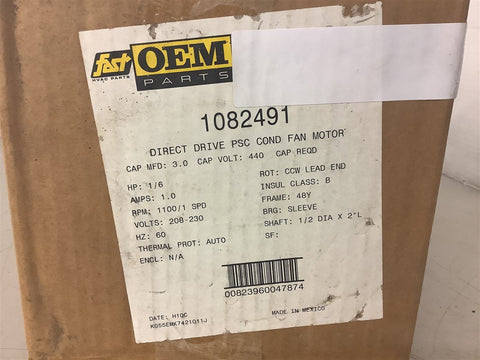 fast OEM
HVAC PARTS PARTS
1082491
DIRECT DRIVE PSC COND FAN MOTOR
CAP MFD: 3.0 CAP VOLT: 440 CAP REQD
HP: 1/6 ROT: CCW LEAD END
AMPS: 1.0 INSUL CLASS: B
RPM: 1100/1 SPD FRAME: 48Y
VOLTS: 208-230 BRG: SLEEVE
HZ: 60 SHAFT: 1/2 DIA X 2"L
THERMAL PROT: AUTO SF:
ENCL: N/A
00823960047874
DATE: H10C MADE IN MEXICO